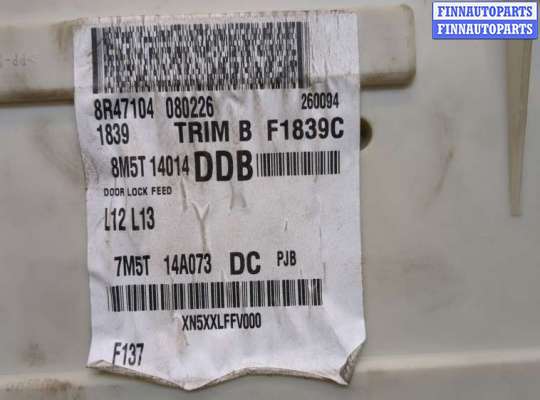 FINNAUTOPARTS
FINNAUTOPARTS
8R47104 080226 260094
1839 TRIM B F1839C
8M5T 14014 DDB
DOOR LOCK FEED
L12 L13
7M5T 14A073 DC PJB
XN5XXLFFV000
F137